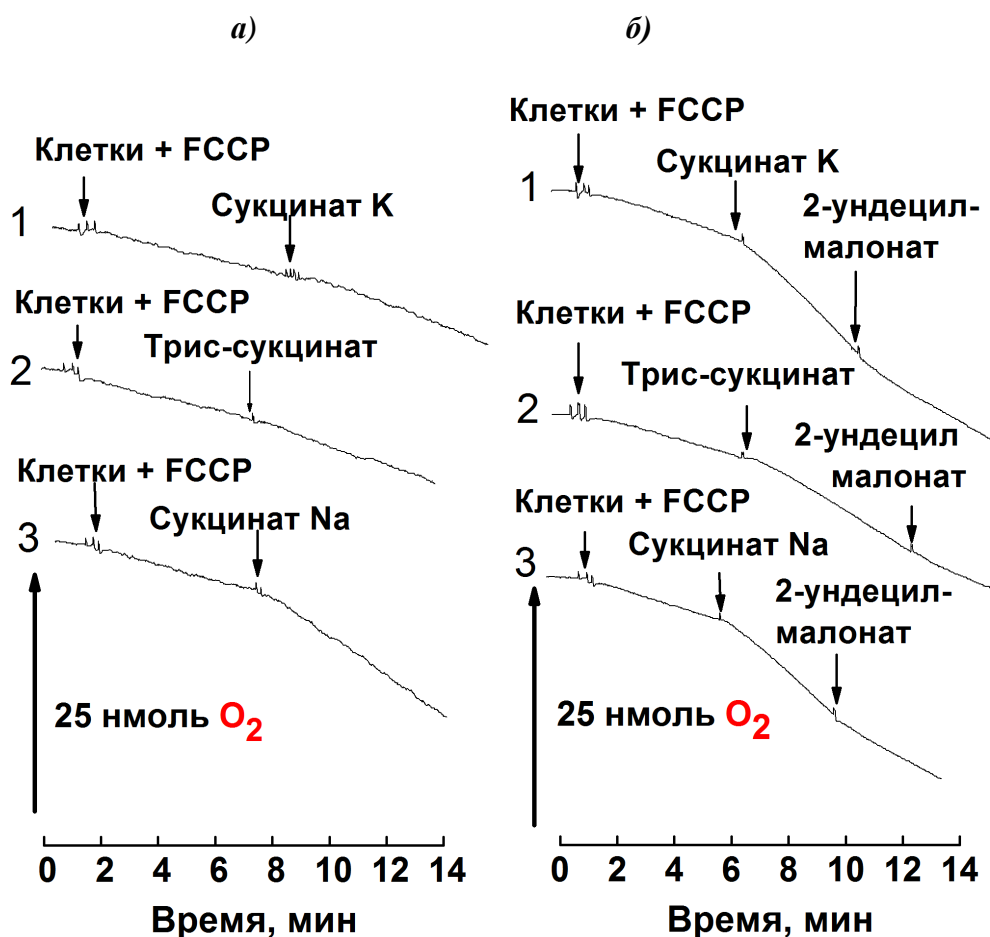 а)
Клетки + FCCP
Сукцинат K
1
Клетки + FCCP
Трис-сукцинат
2
Клетки + FCCP
Сукцинат Na
3
25 нмоль O2
0 2 4 6 8 10 12 14
Время, мин
б)
Клетки + FCCP
Сукцинат K
1
2-ундецил-
малонат
Клетки + FCCP
Трис-сукцинат
2
2-ундецил
малонат
Клетки + FCCP
Сукцинат Na
3
2-ундецил-
малонат
25 нмоль O2
0 2 4 6 8 10 12 14
Время, мин